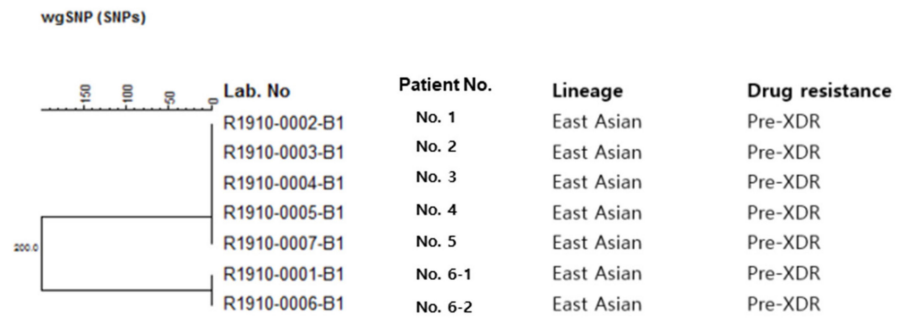 wgSNP (SNPs)
150 100 50 0 Lab. No Patient No. Lineage Drug resistance
R1910-0002-B1 No. 1 East Asian Pre-XDR
R1910-0003-B1 No. 2 East Asian Pre-XDR
R1910-0004-B1 No. 3 East Asian Pre-XDR
R1910-0005-B1 No. 4 East Asian Pre-XDR
200.0 R1910-0007-B1 No. 5 East Asian Pre-XDR
R1910-0001-B1 No. 6-1 East Asian Pre-XDR
R1910-0006-B1 No. 6-2 East Asian Pre-XDR